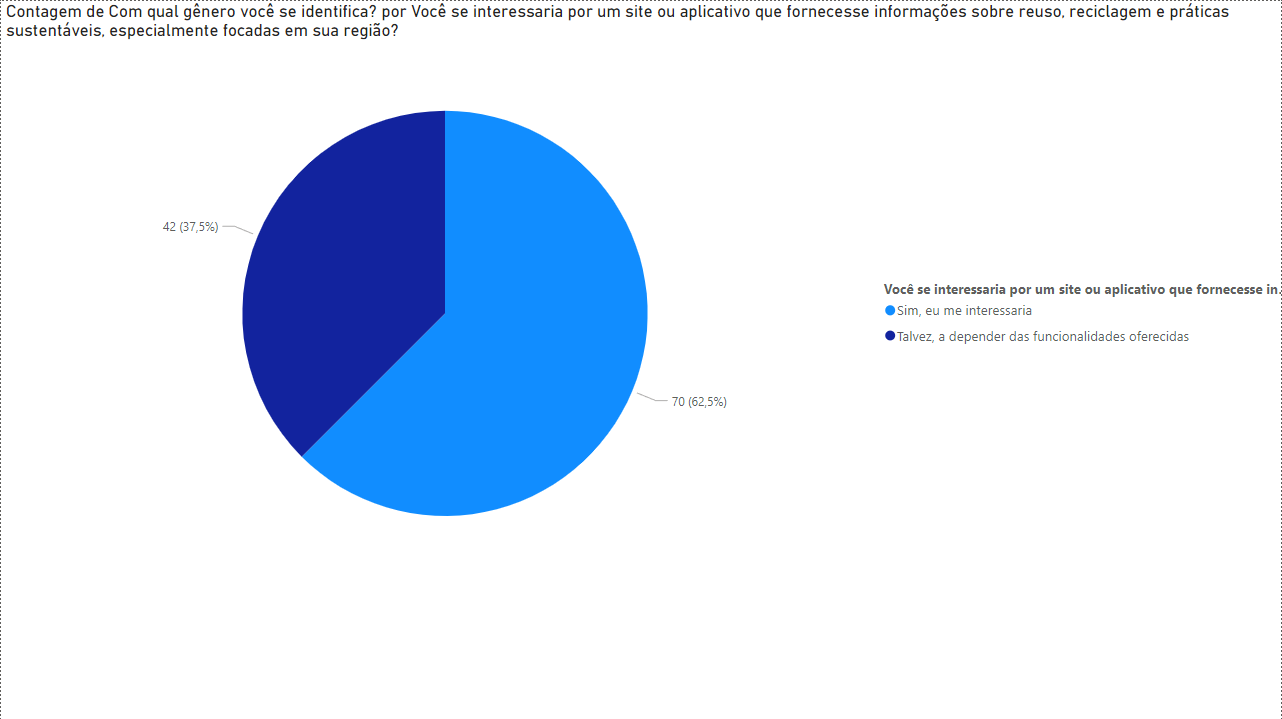 Contagem de Com qual gênero você se identifica? por Você se interessaria por um site ou aplicativo que fornecesse informações sobre reuso, reciclagem e práticas
sustentáveis, especialmente focadas em sua região?
42 (37,5%)
70 (62,5%)
Você se interessaria por um site ou aplicativo que fornecesse in.
Sim, eu me interessaria
Talvez, a depender das funcionalidades oferecidas